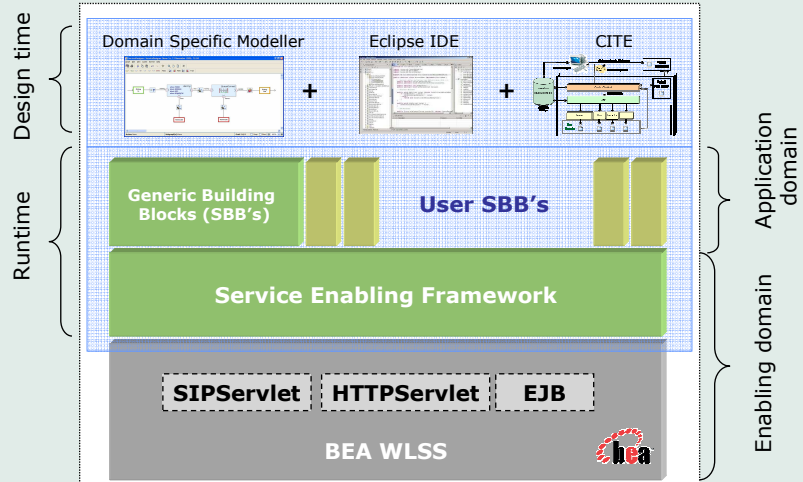 Design time
Domain Specific Modeller
Eclipse IDE
CITE
+
+
Runtime
Generic Building
Blocks (SBB's)
User SBB's
Application
domain
Service Enabling Framework
Enabling domain
SIPServlet
HTTPServlet
EJB
BEA WLSS
bea